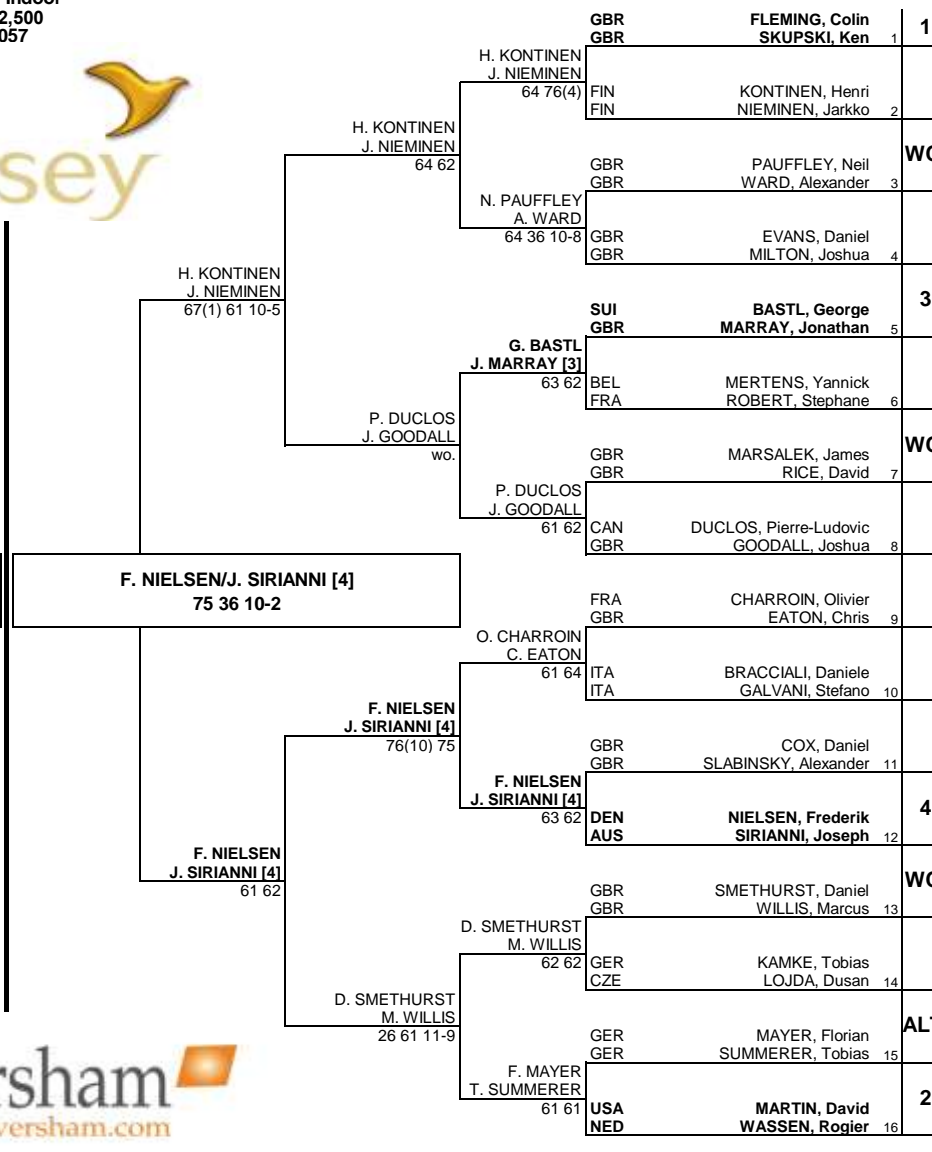 2,500
057
GBR FLEMING, Colin
GBR SKUPSKI, Ken 1
1
H. KONTINEN
J. NIEMINEN
64 76(4)
FIN KONTINEN, Henri
FIN NIEMINEN, Jarkko 2
H. KONTINEN
J. NIEMINEN
64 62
sey
GBR PAUFFLEY, Neil
GBR WARD, Alexander 3
N. PAUFFLEY
A. WARD
64 36 10-8
GBR EVANS, Daniel
GBR MILTON, Joshua 4
H. KONTINEN
J. NIEMINEN
67(1) 61 10-5
SUI BASTL, George
GBR MARRAY, Jonathan 5
3
G. BASTL
J. MARRAY [3]
63 62
BEL MERTENS, Yannick
FRA ROBERT, Stephane 6
P. DUCLOS
J. GOODALL
wo.
GBR MARSALEK, James
GBR RICE, David 7
P. DUCLOS
J. GOODALL
61 62
CAN DUCLOS, Pierre-Ludovic
GBR GOODALL, Joshua 8
F. NIELSEN/J. SIRIANNI [4]
75 36 10-2
FRA CHARROIN, Olivier
GBR EATON, Chris 9
O. CHARROIN
C. EATON
61 64
ITA BRACCIALI, Daniele
ITA GALVANI, Stefano 10
F. NIELSEN
J. SIRIANNI [4]
76(10) 75
GBR COX, Daniel
GBR SLABINSKY, Alexander 11
F. NIELSEN
J. SIRIANNI [4]
63 62
DEN NIELSEN, Frederik
AUS SIRIANNI, Joseph 12
4
F. NIELSEN
J. SIRIANNI [4]
61 62
GBR SMETHURST, Daniel
GBR WILLIS, Marcus 13
D. SMETHURST
M. WILLIS
62 62
GER KAMKE, Tobias
CZE LOJDA, Dusan 14
D. SMETHURST
M. WILLIS
26 61 11-9
ALT
GER MAYER, Florian
GER SUMMERER, Tobias 15
F. MAYER
T. SUMMERER
61 61
USA MARTIN, David
NED WASSEN, Rogier 16
2
rsham
versham.com